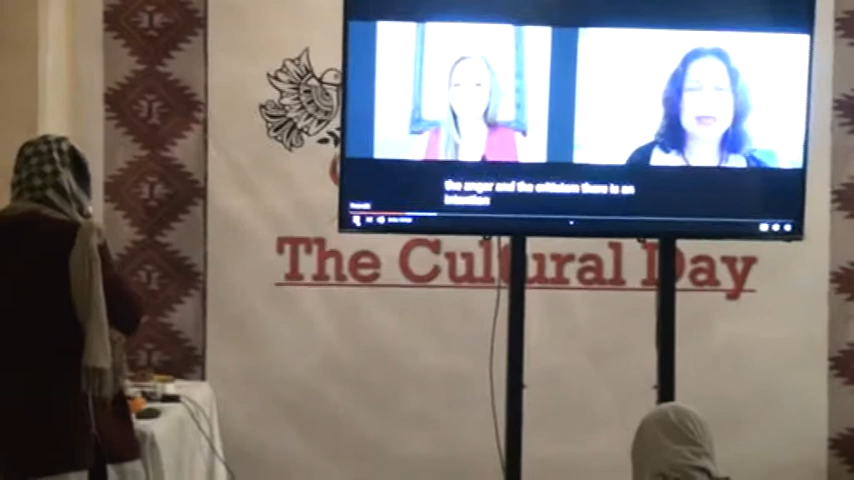 the anger and the criticism there is an
intention
The Cultural Day